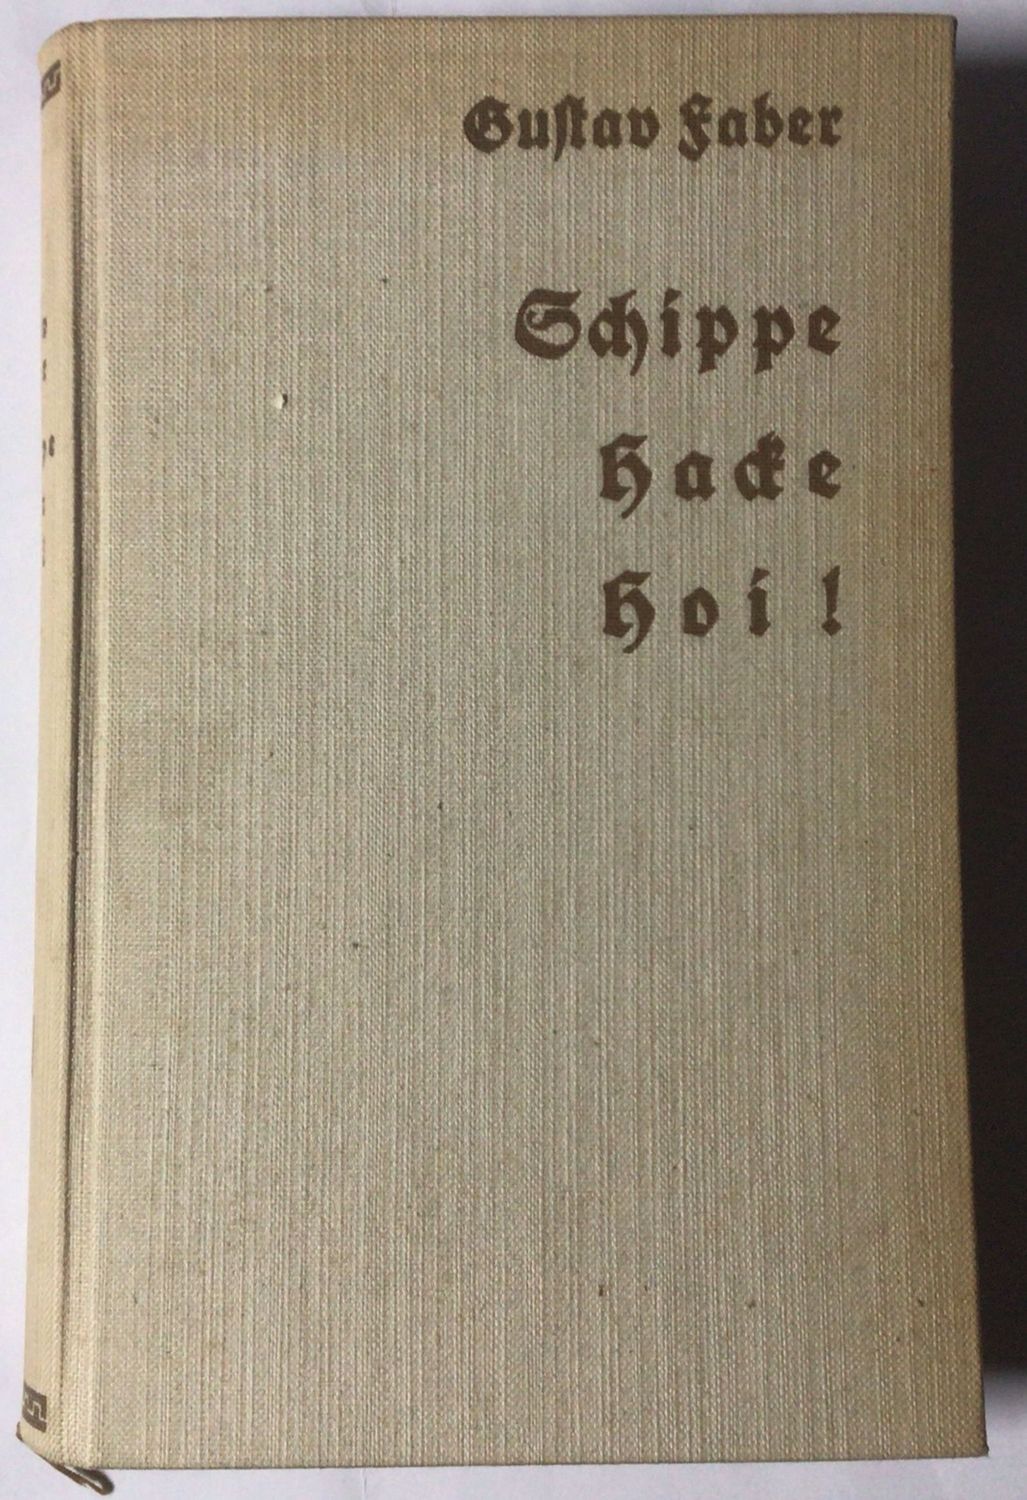 Gustav Faber
Schippe
Hacke
Hoi!